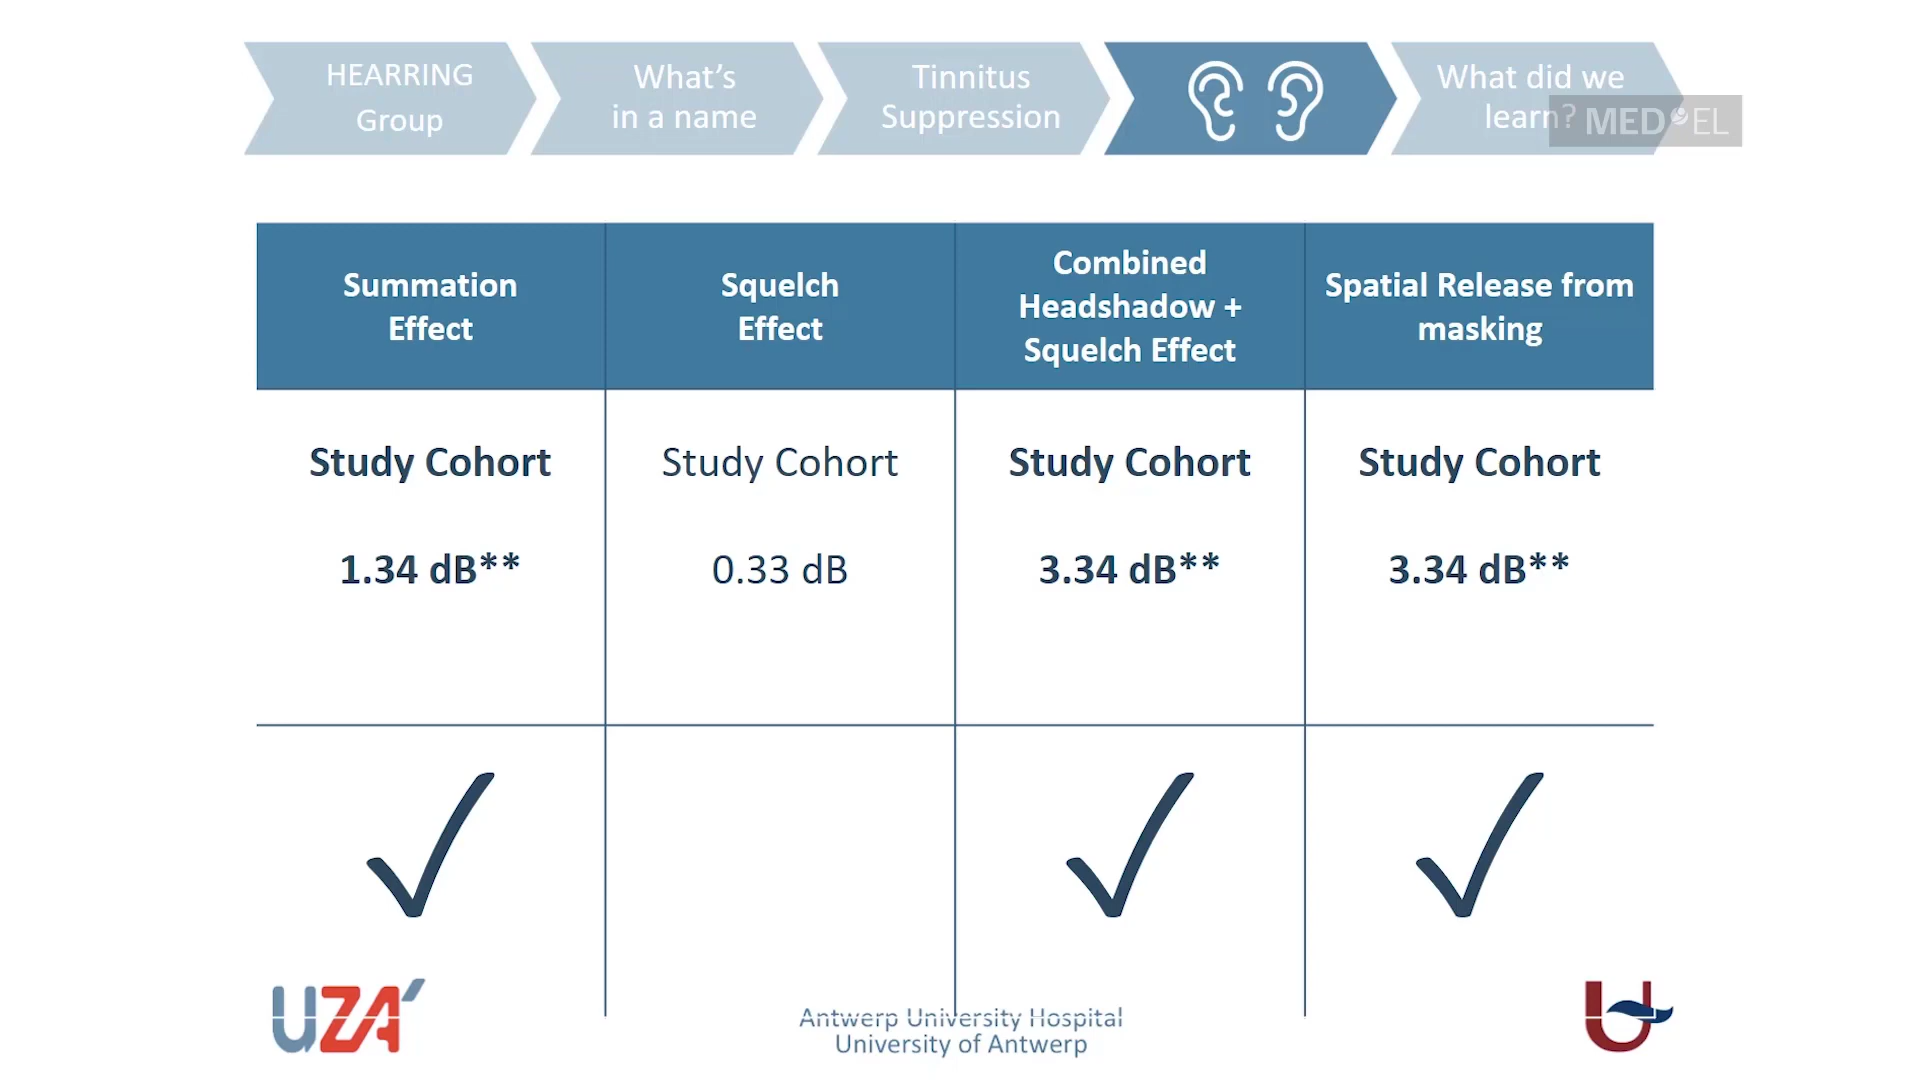 HEARRING
Group
What's
in a name
Tinnitus
Suppression
What did we
learn?
MED EL
Summation
Effect
Squelch
Effect
Combined
Headshadow +
Squelch Effect
Spatial Release from
masking
Study Cohort
Study Cohort
Study Cohort
Study Cohort
1.34 dB**
0.33 dB
3.34 dB**
3.34 dB**
UZA
Antwerp University Hospital
University of Antwerp